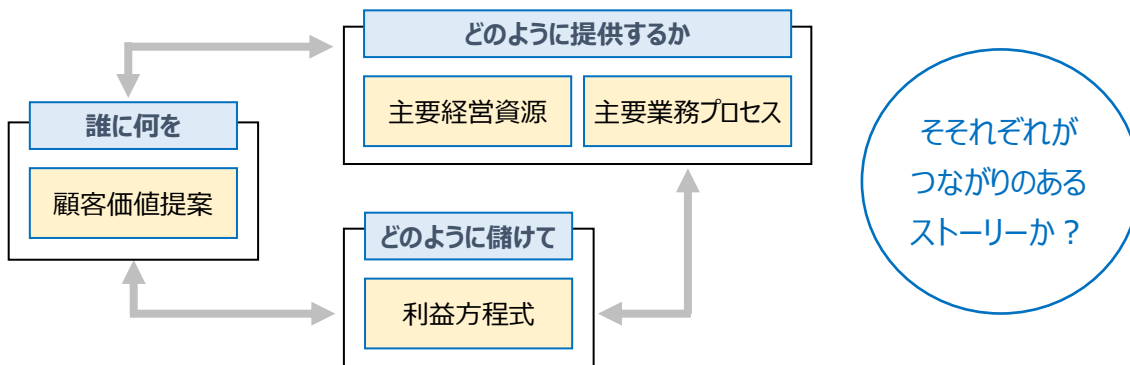 どのように提供するか
主要経営資源
主要業務プロセス
誰に何を
顧客価値提案
どのように儲けて
利益方程式
そそれぞれが
つながりのある
ストーリーか？